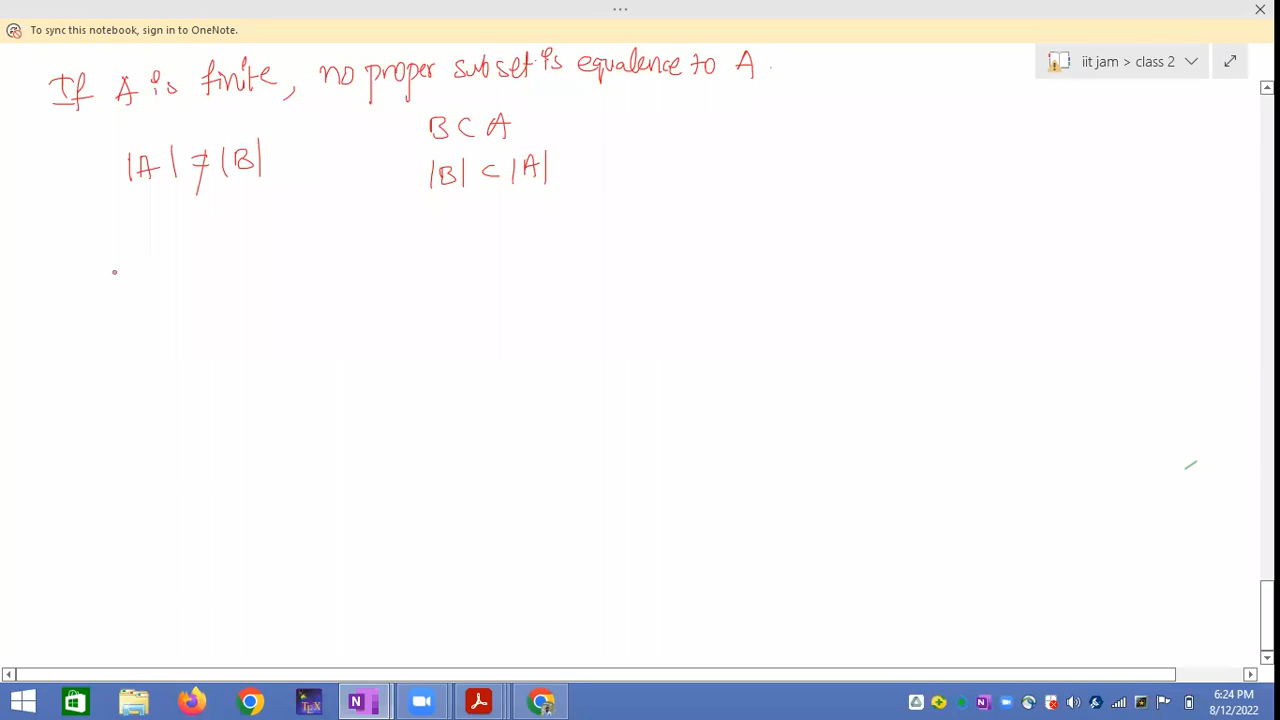 To sync this notebook, sign in to OneNote.
iit jam > class 2
If A is finite, no proper subset is equalence to A.
B ⊂ A
|A| ≠ |B|
|B| ⊂ |A|
6:24 PM
8/12/2022